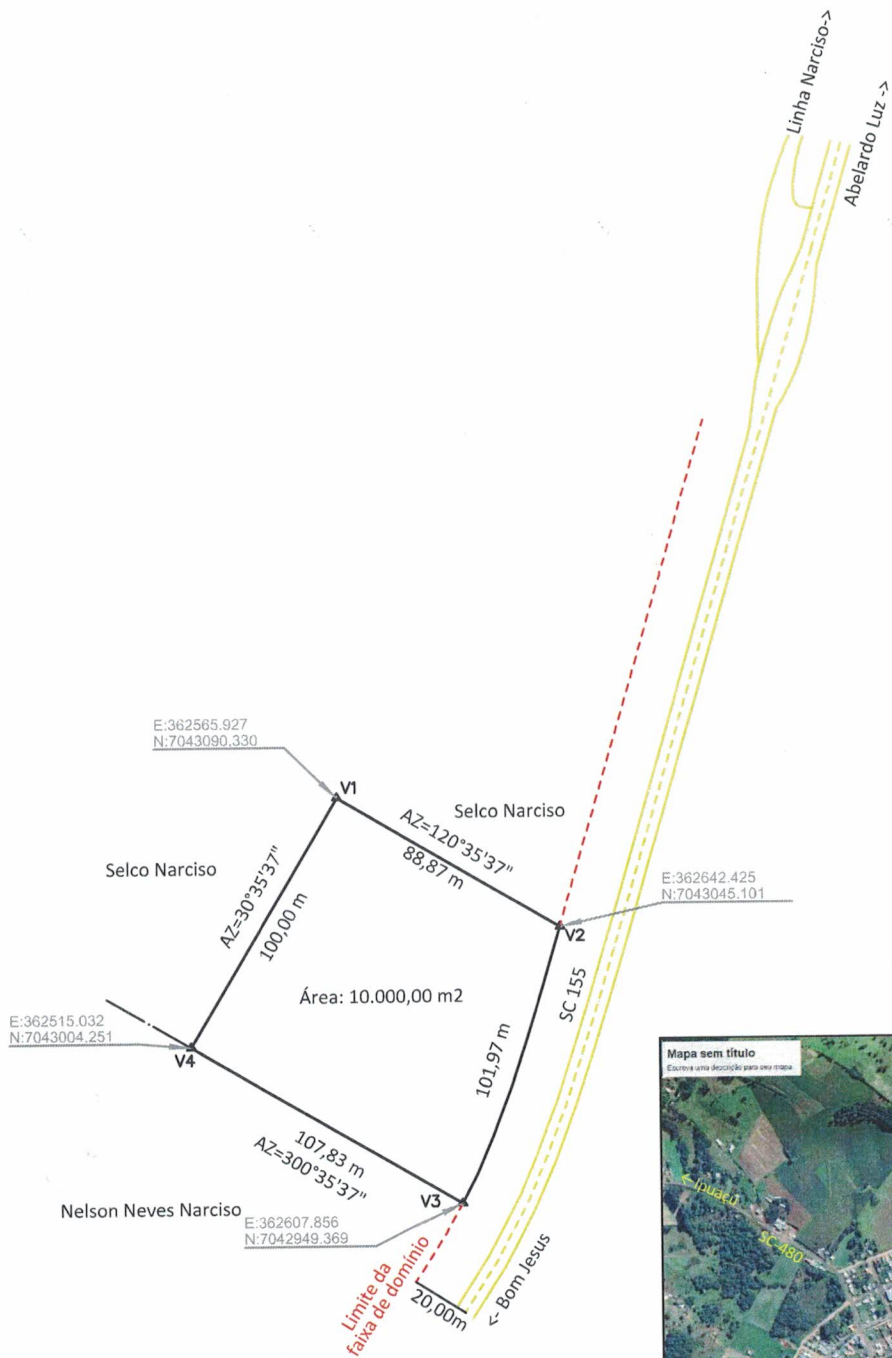 Linha Narciso->
Abelardo Luz ->
E:362565.927
N:7043090.330
V1
Selco Narciso
AZ=120°35'37"
88,87 m
Selco Narciso
AZ=30°35'37"
100,00 m
E:362642.425
N:7043045.101
V2
SC 155
Área: 10.000,00 m2
E:362515.032
N:7043004.251
V4
101,97 m
107,83 m
AZ=300°35'37"
V3
Nelson Neves Narciso
E:362607.856
N:7042949.369
Limite da
faixa de domínio
20,00m
<- Bom Jesus
Mapa sem título
Escreva uma descrição para seu mapa.
← Ipuaçu
SC-480